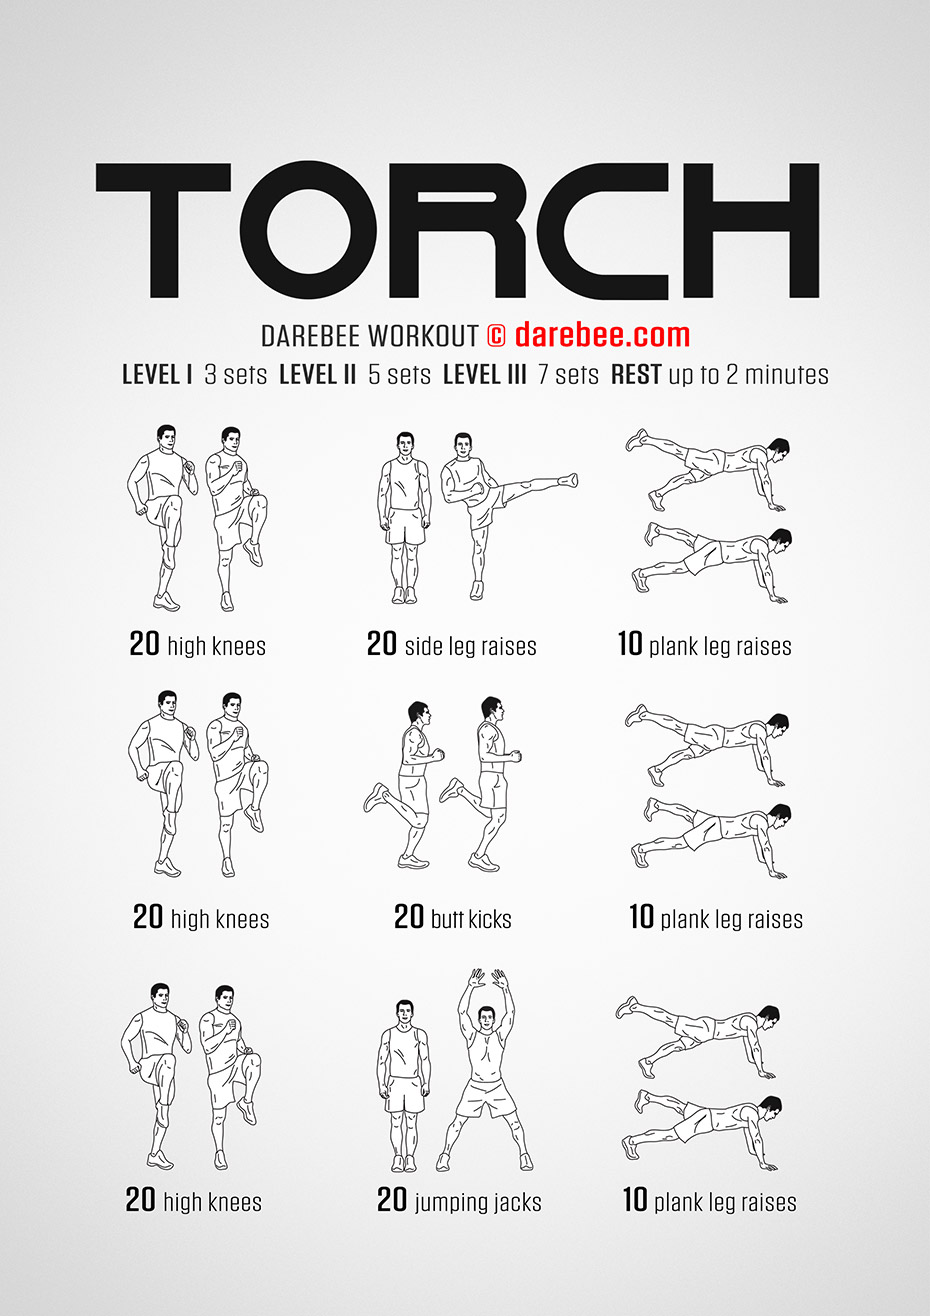 TORCH
DAREBEE WORKOUT © darebee.com
LEVEL I 3 sets LEVEL II 5 sets LEVEL III 7 sets REST up to 2 minutes
20 high knees
20 side leg raises
10 plank leg raises
20 high knees
20 butt kicks
10 plank leg raises
20 high knees
20 jumping jacks
10 plank leg raises